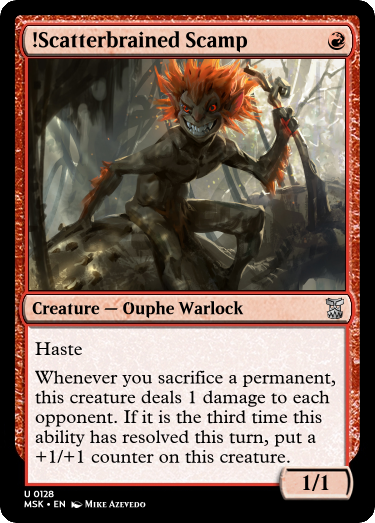 !Scatterbrained Scamp
Creature — Ouphe Warlock
Haste
Whenever you sacrifice a permanent,
this creature deals 1 damage to each
opponent. If it is the third time this
ability has resolved this turn, put a
+1/+1 counter on this creature.
1/1
U 0128
MSK • EN Mike Azevedo